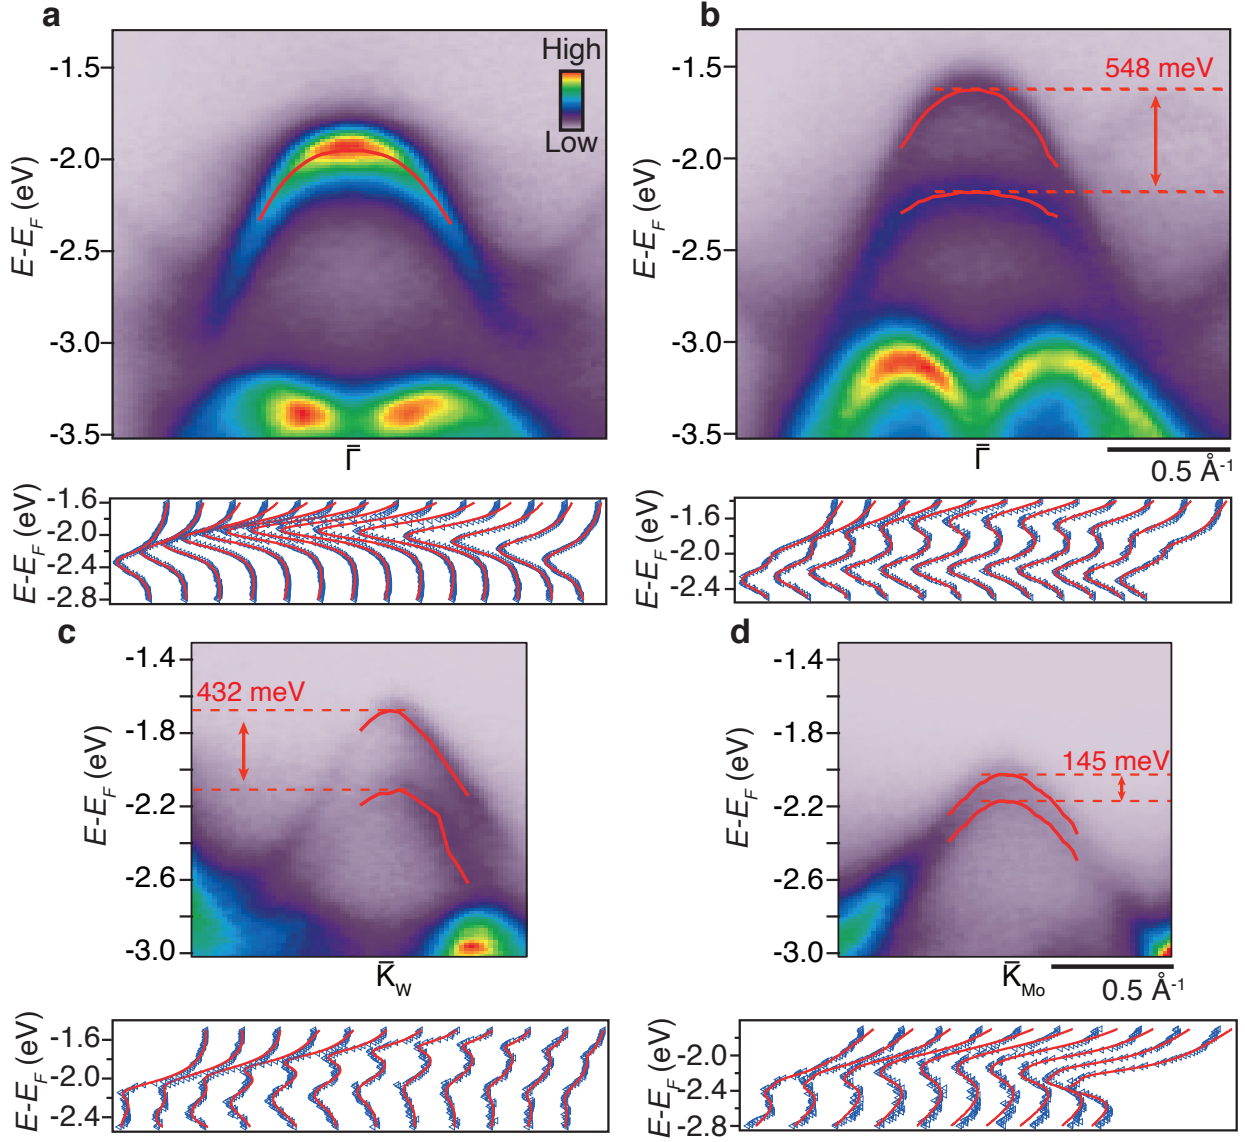 a
High
Low
-1.5
-2.0
-2.5
-3.0
-3.5
E-E_F (eV)
Γ̄
b
548 meV
-1.5
-2.0
-2.5
-3.0
-3.5
E-E_F (eV)
Γ̄
0.5 Å⁻¹
-1.6
-2.0
-2.4
-2.8
E-E_F (eV)
-1.6
-2.0
-2.4
E-E_F (eV)
c
432 meV
-1.4
-1.8
-2.2
-2.6
-3.0
E-E_F (eV)
K̄_W
d
145 meV
-1.4
-1.8
-2.2
-2.6
-3.0
E-E_F (eV)
K̄_Mo
0.5 Å⁻¹
-1.6
-2.0
-2.4
E-E_F (eV)
-2.0
-2.4
-2.8
E-E_F (eV)